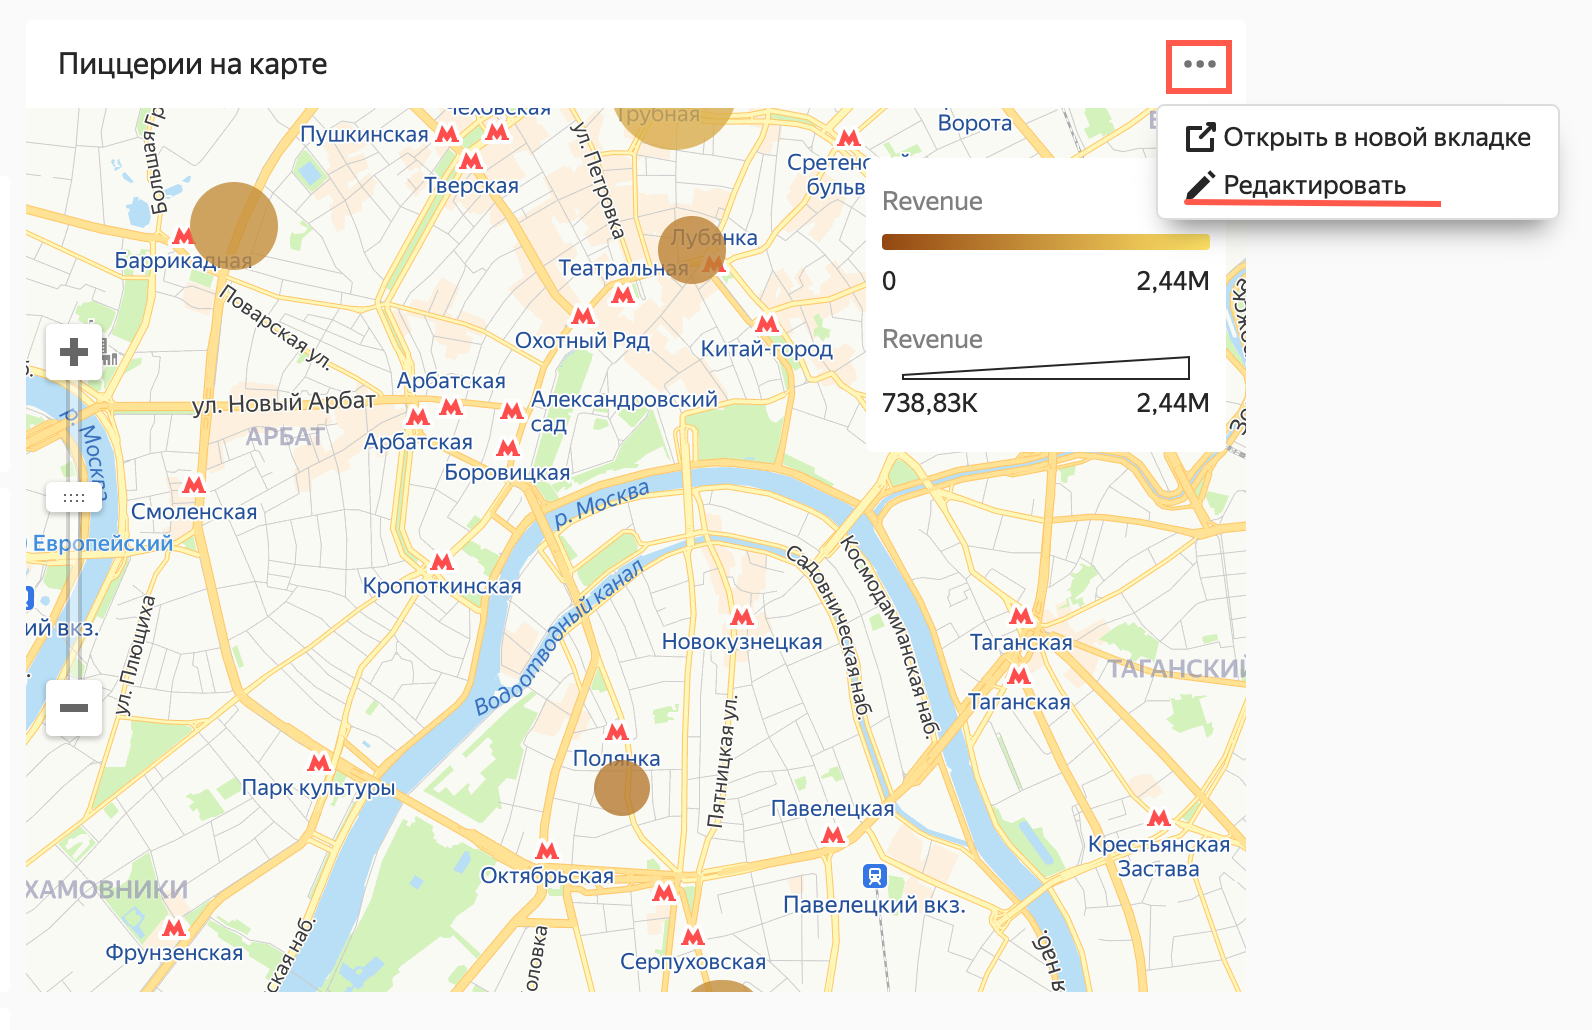 Пиццерии на карте
Открыть в новой вкладке
Редактировать
Чеховская
Трубная
Ворота
Пушкинская
Тверская
Большая Гр
ул. Петровка
Сретенс
бульв
Revenue
0
2,44M
Revenue
738,83K
2,44M
Баррикадная
Лубянка
Театральная
Поварская ул.
Охотный Ряд
Китай-город
Арбатская
ул. Новый Арбат
Александровский
сад
АРБАТ
Арбатская
Боровицкая
р. Москва
р. Москва
Смоленская
Европейский
Кропоткинская
Садовническая наб.
Космодамианская наб.
Водоотводный канал
ий вкз.
ул. Плющиха
Новокузнецкая
Таганская
ТАГАНСКИЙ
Таганская
Полянка
Пятницкая ул.
Парк культуры
Павелецкая
Крестьянская
Застава
Октябрьская
ХАМОВНИКИ
Павелецкий вкз.
Фрунзенская
ская наб.
оловка
Серпуховская
я наб.